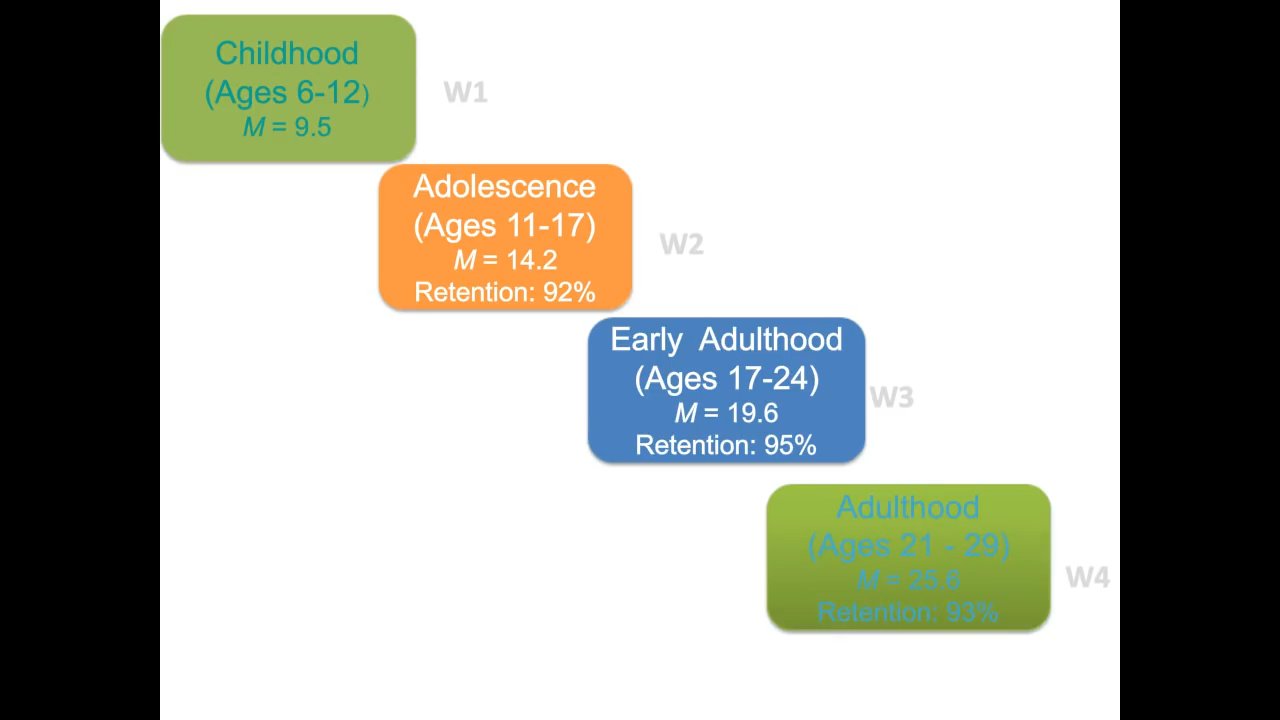 Childhood
(Ages 6-12)
M = 9.5
W1
Adolescence
(Ages 11-17)
M = 14.2
Retention: 92%
W2
Early Adulthood
(Ages 17-24)
M = 19.6
Retention: 95%
W3
Adulthood
(Ages 21 - 29)
M = 25.6
Retention: 93%
W4